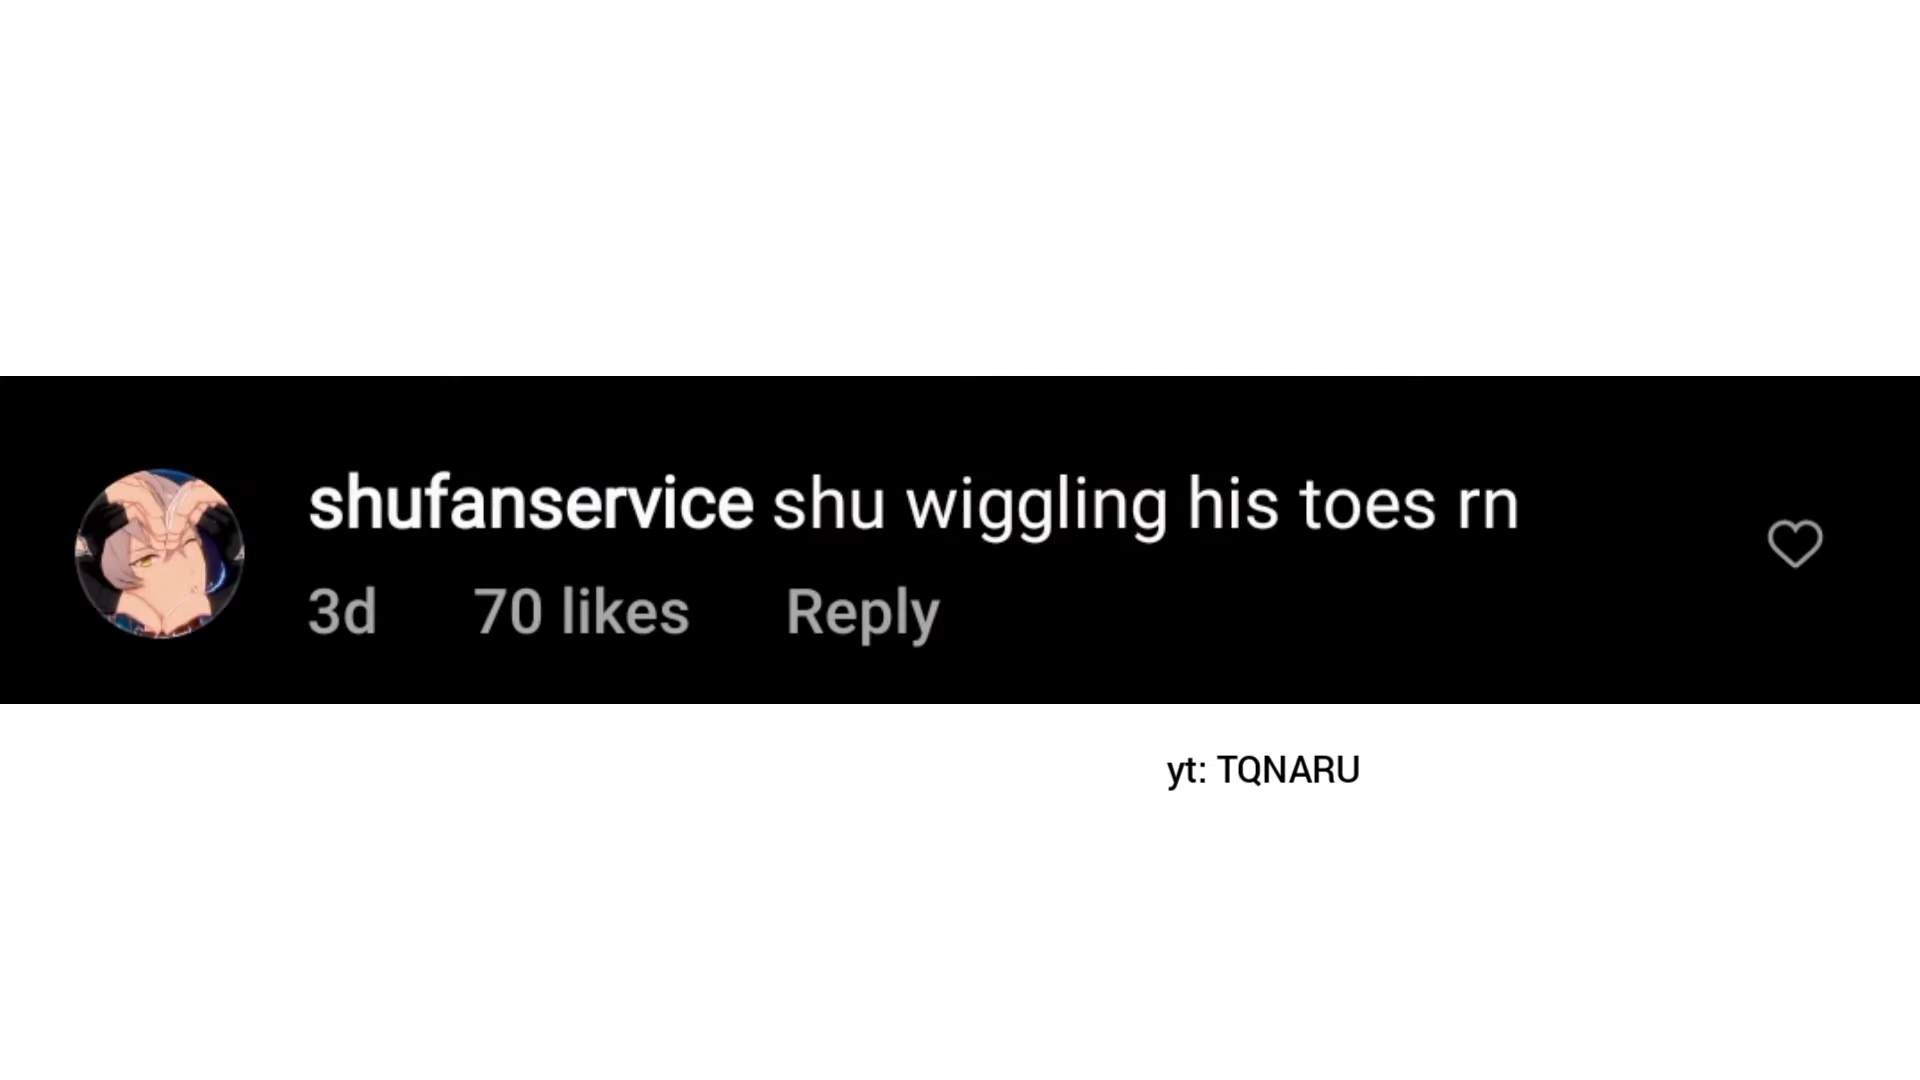 shufanservice shu wiggling his toes rn
3d 70 likes Reply
yt: TQNARU